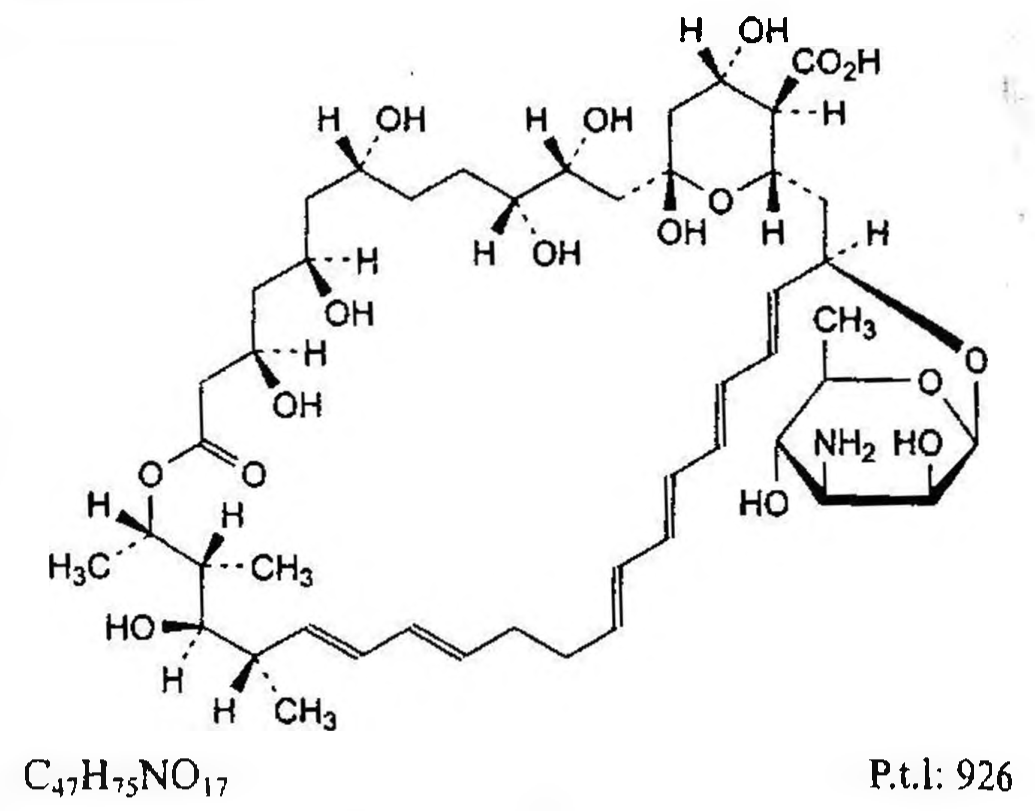 H OH
CO₂H
H
H OH H OH
OH H H
H OH
H
OH CH₃
H O
O
OH
NH₂ HO
O O
H HO
H
H₃C CH₃
HO
H
H CH₃
C₄₇H₇₅NO₁₇ P.t.l: 926